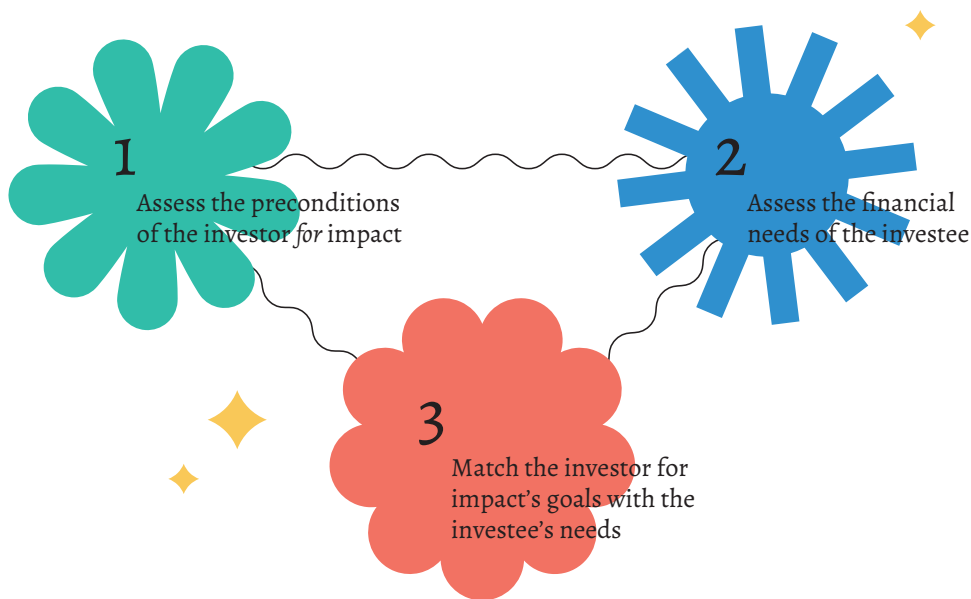 1
Assess the preconditions
of the investor for impact
2
Assess the financial
needs of the investee
3
Match the investor for
impact’s goals with the
investee’s needs